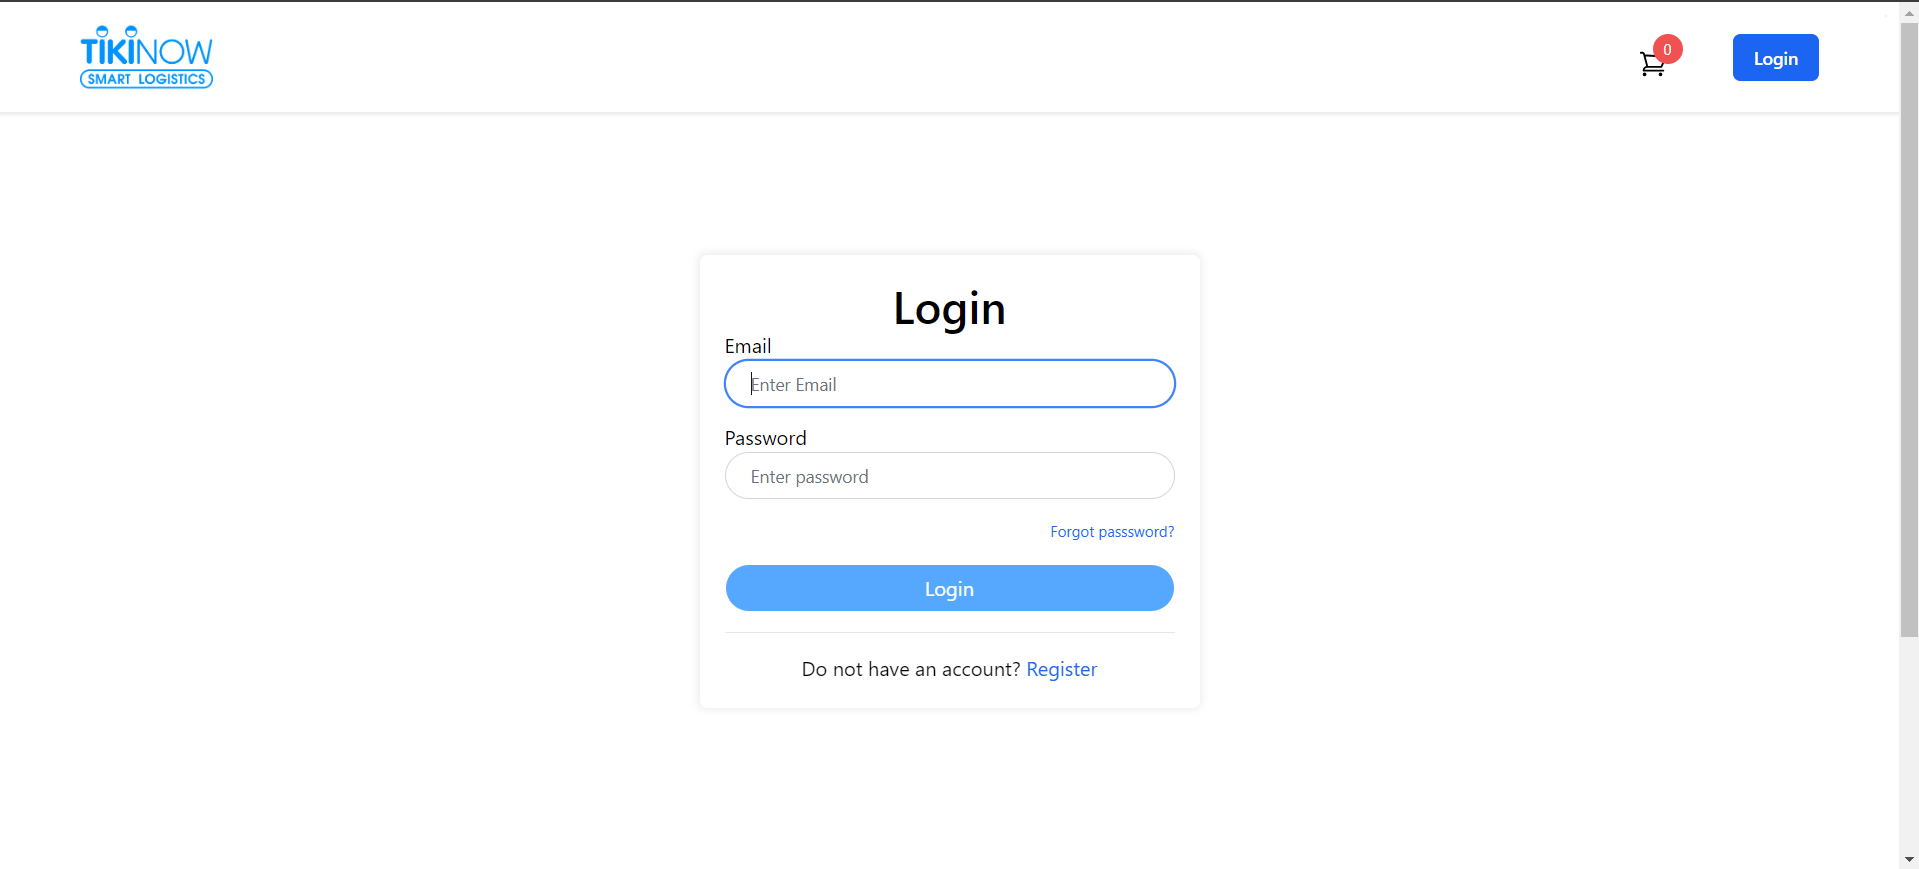 TIKINOW
SMART LOGISTICS
0
Login
Login
Email
Enter Email
Password
Enter password
Forgot passsword?
Login
Do not have an account? Register